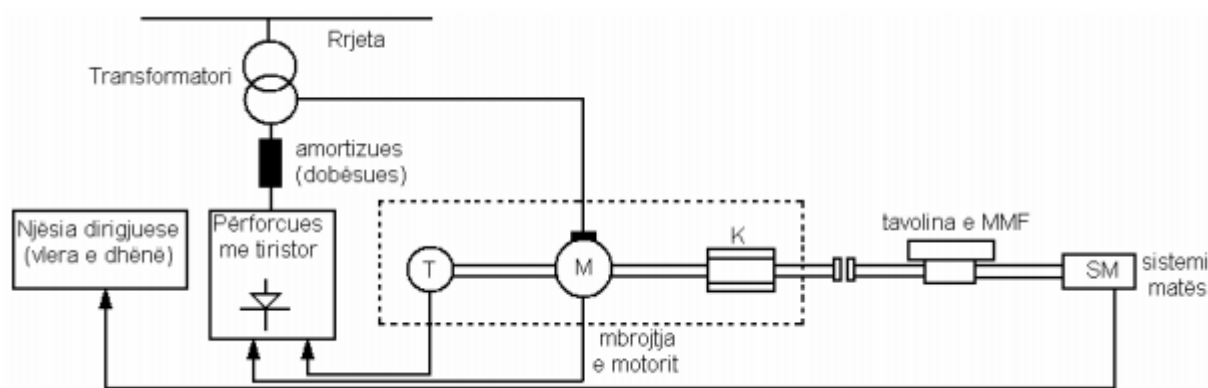 Rrjeta
Transformatori
amortizues
(dobësues)
Njësia dirigjuese
(vlera e dhënë)
Përforcues
me tiristor
T
M
K
tavolina e MMF
SM
sistemi
matës
mbrojtja
e motorit